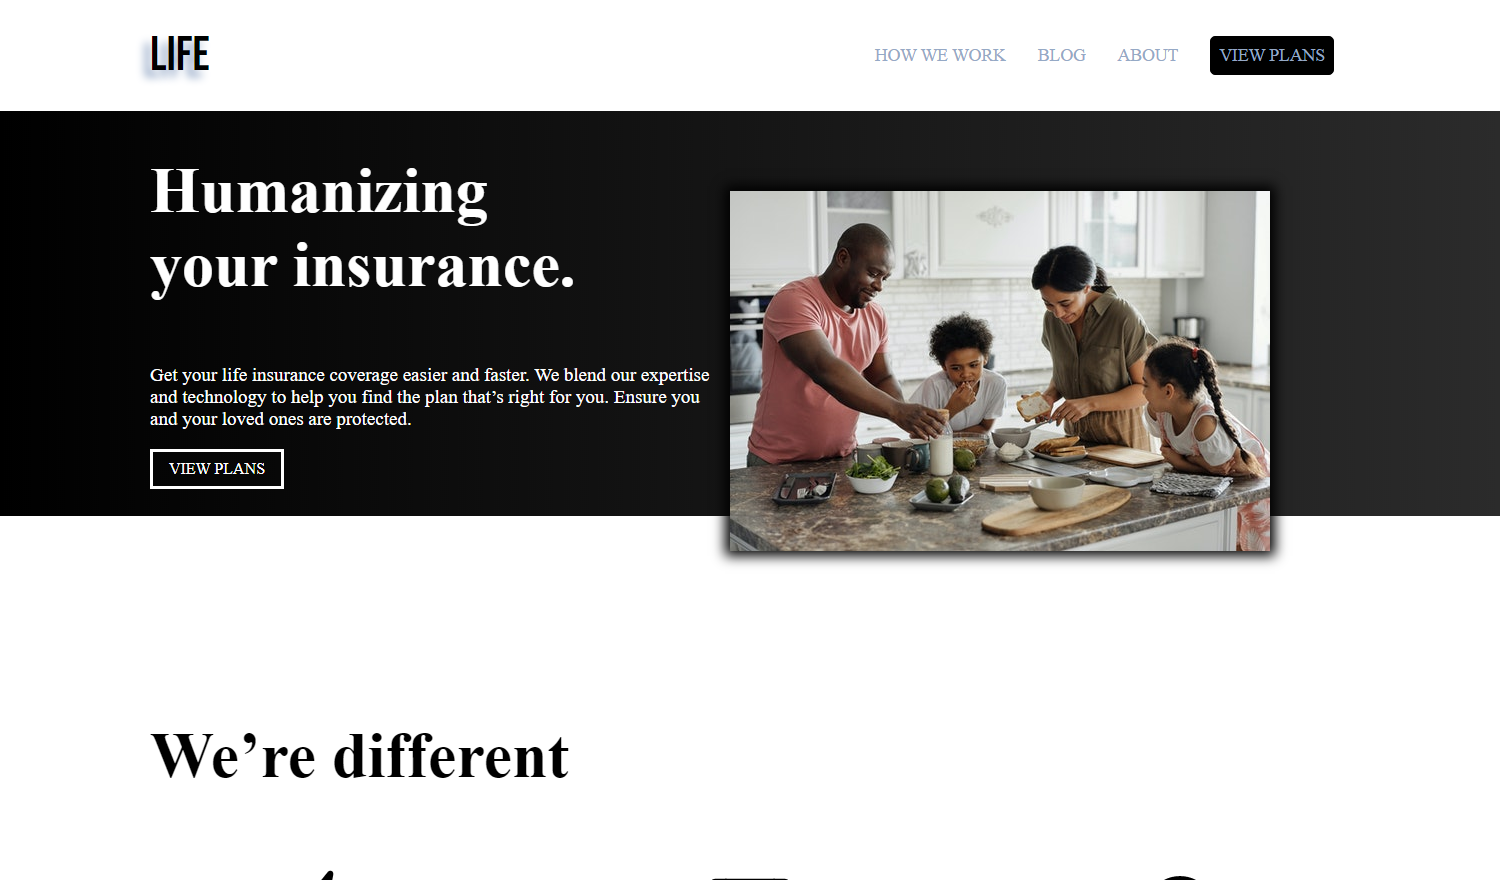 LIFE
HOW WE WORK
BLOG
ABOUT
VIEW PLANS
Humanizing
your insurance.
Get your life insurance coverage easier and faster. We blend our expertise
and technology to help you find the plan that’s right for you. Ensure you
and your loved ones are protected.
VIEW PLANS
We’re different